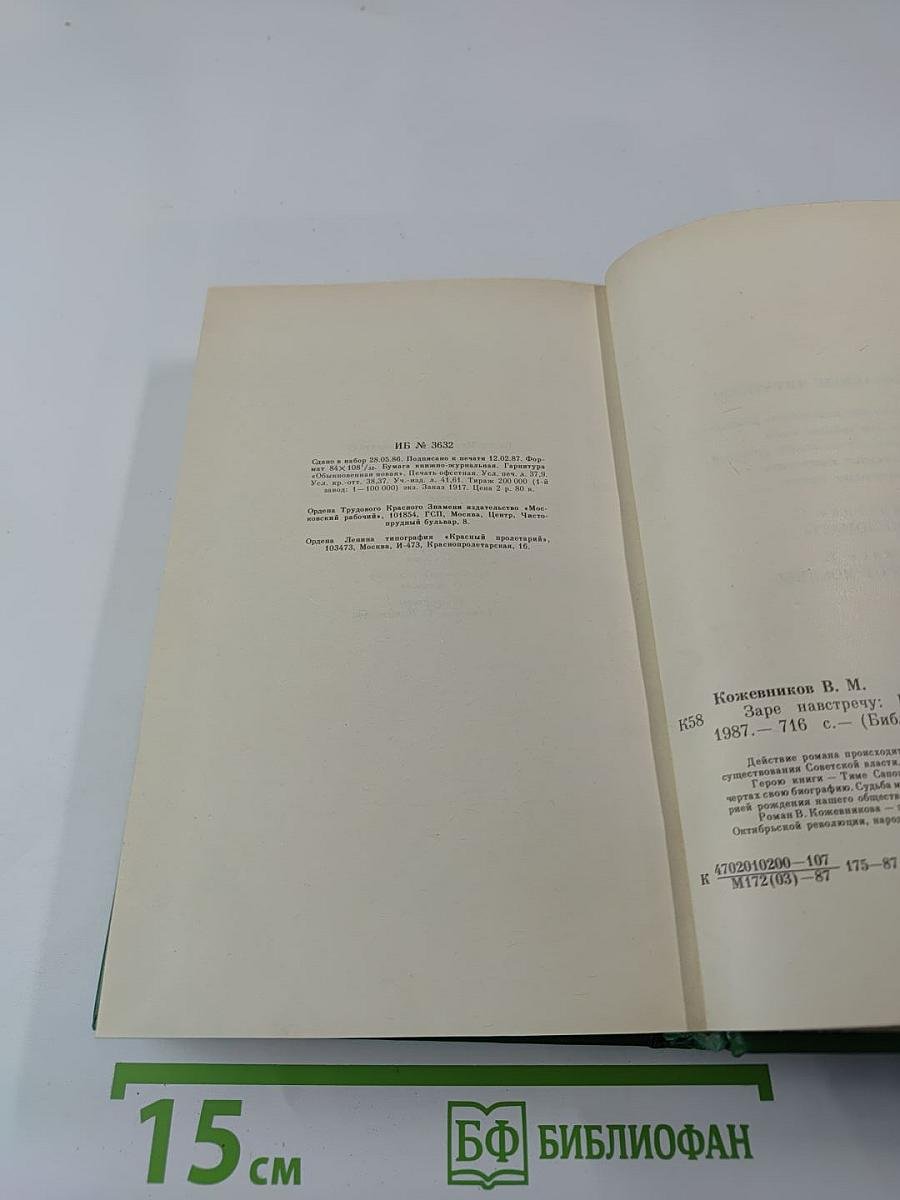 ИБ № 3632
Сдано в набор 28.05.86. Подписано к печати 12.02.87. Фор-
мат 84×108¹/₃₂. Бумага книжно-журнальная. Гарнитура
«Обыкновенная новая». Печать офсетная. Усл. печ. л. 37,9.
Усл. кр.-отт. 38,37. Уч.-изд. л. 41,61. Тираж 200 000 (1-й
завод: 1—100 000) экз. Заказ 1917. Цена 2 р. 80 к.
Ордена Трудового Красного Знамени издательство «Мос-
ковский рабочий», 101854, ГСП, Москва, Центр, Чисто-
прудный бульвар, 8.
Ордена Ленина типография «Красный пролетарий»,
103473, Москва, И-473, Краснопролетарская, 16.
Кожевников В. М.
К58
Заре навстречу:
1987.— 716 с.— (Биб
Действие романа происходит
существования Советской власти.
Герою книги — Тиме Сапо
чертах свою биографию. Судьба
рией рождения нашего обществ
Роман В. Кожевникова —
Октябрьской революции, наро
К 4702010200—107 175—87
М172(03)—87
15 см
БФ БИБЛИОФАН